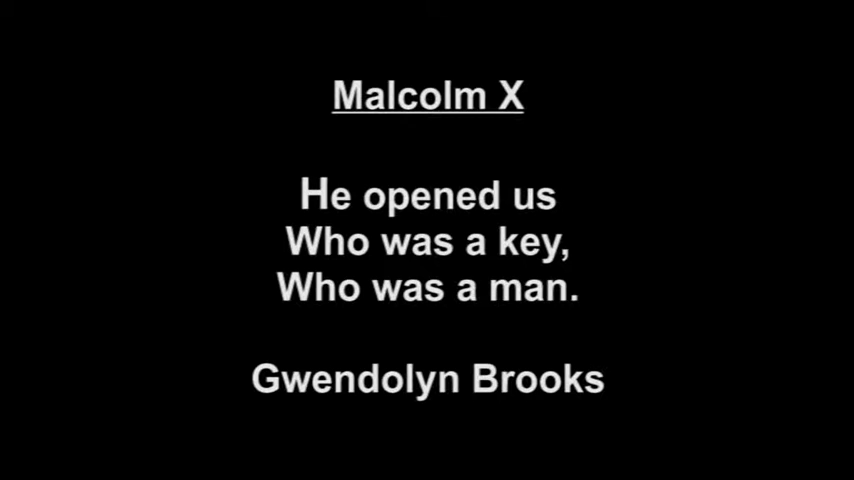 Malcolm X
He opened us
Who was a key,
Who was a man.
Gwendolyn Brooks